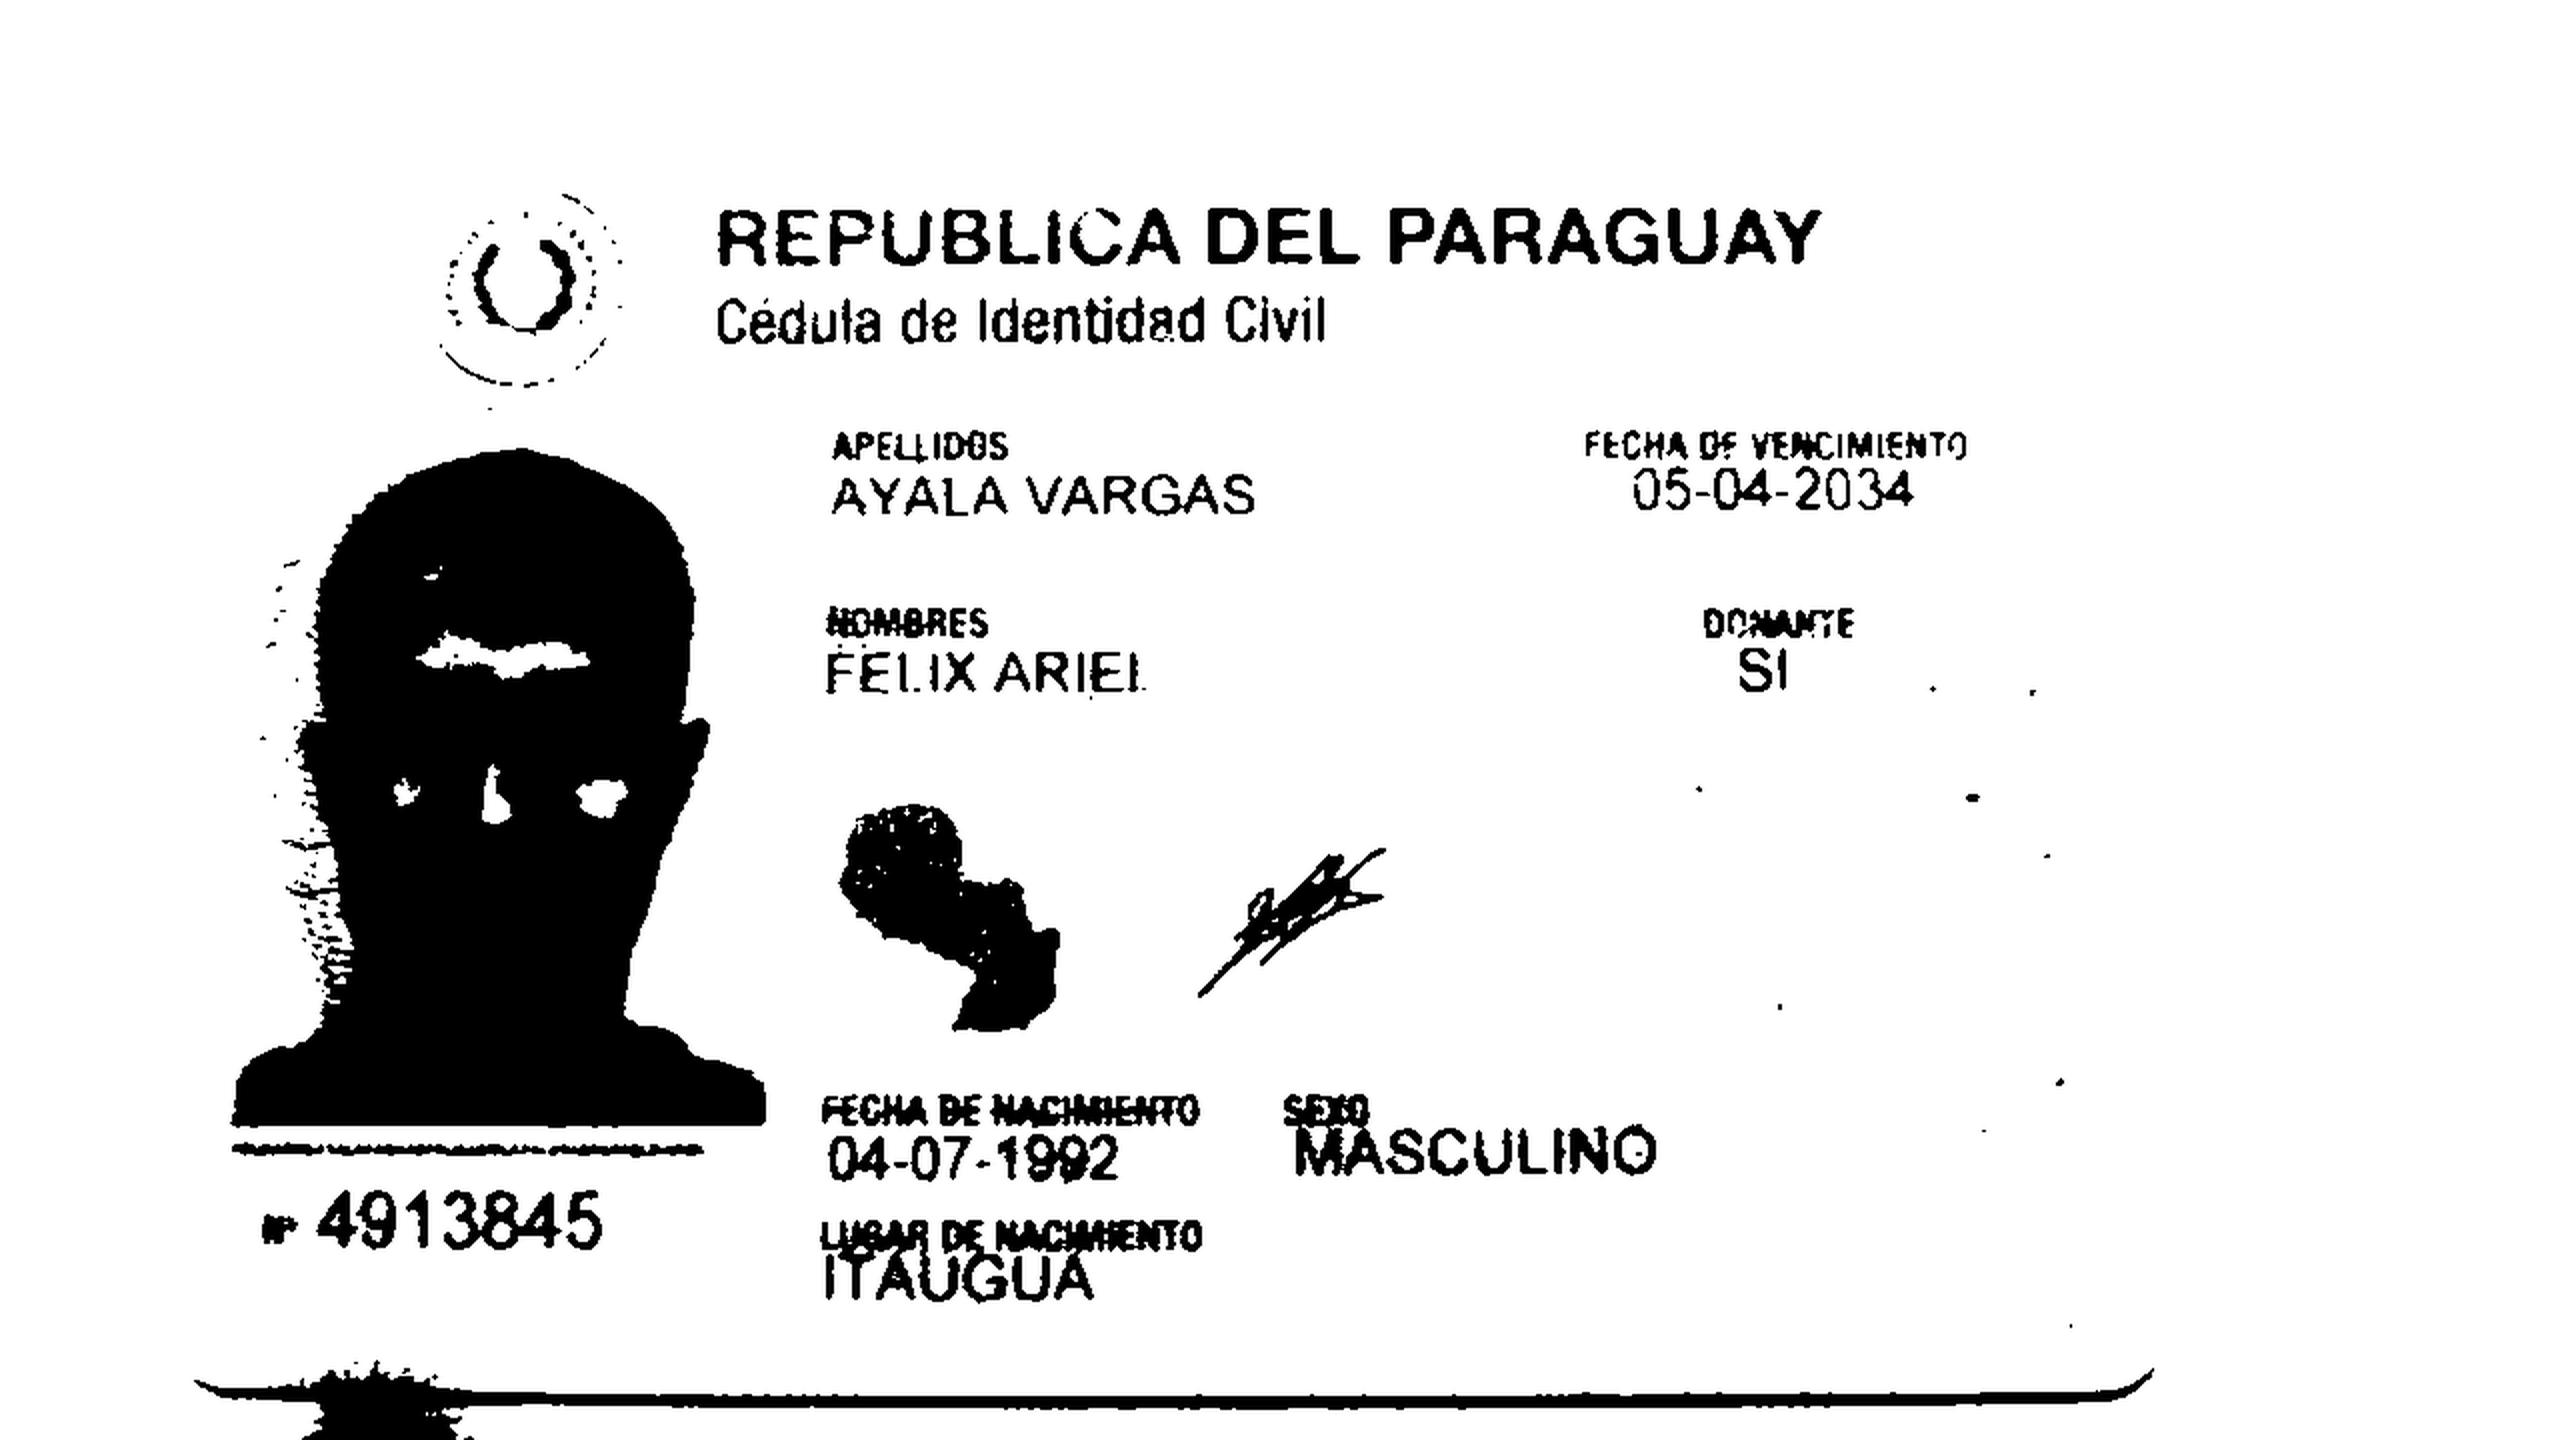 REPUBLICA DEL PARAGUAY
Cédula de Identidad Civil
APELLIDOS
AYALA VARGAS
FECHA DE VENCIMIENTO
05-04-2034
NOMBRES
FELIX ARIEL
DONANTE
SI
FECHA DE NACIMIENTO
04-07-1992
SEXO
MASCULINO
Nº 4913845
LUGAR DE NACIMIENTO
ITAUGUA